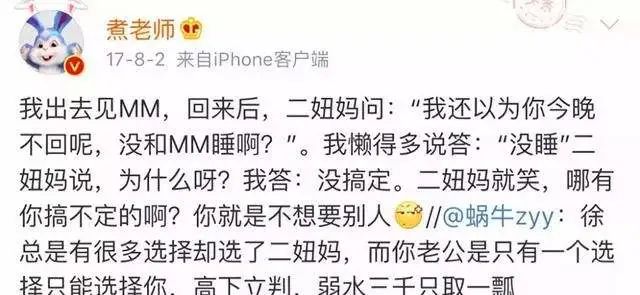 煮老师
17-8-2 来自iPhone客户端
我出去见MM，回来后，二妞妈问：“我还以为你今晚
不回呢，没和MM睡啊？”。我懒得多说答：“没睡”二
妞妈说，为什么呀？我答：没搞定。二妞妈就笑，哪有
你搞不定的啊？你就是不想要别人//@蜗牛zyy：徐
总是有很多选择却选了二妞妈，而你老公是只有一个选
择只能选择你，高下立判，弱水三千只取一瓢